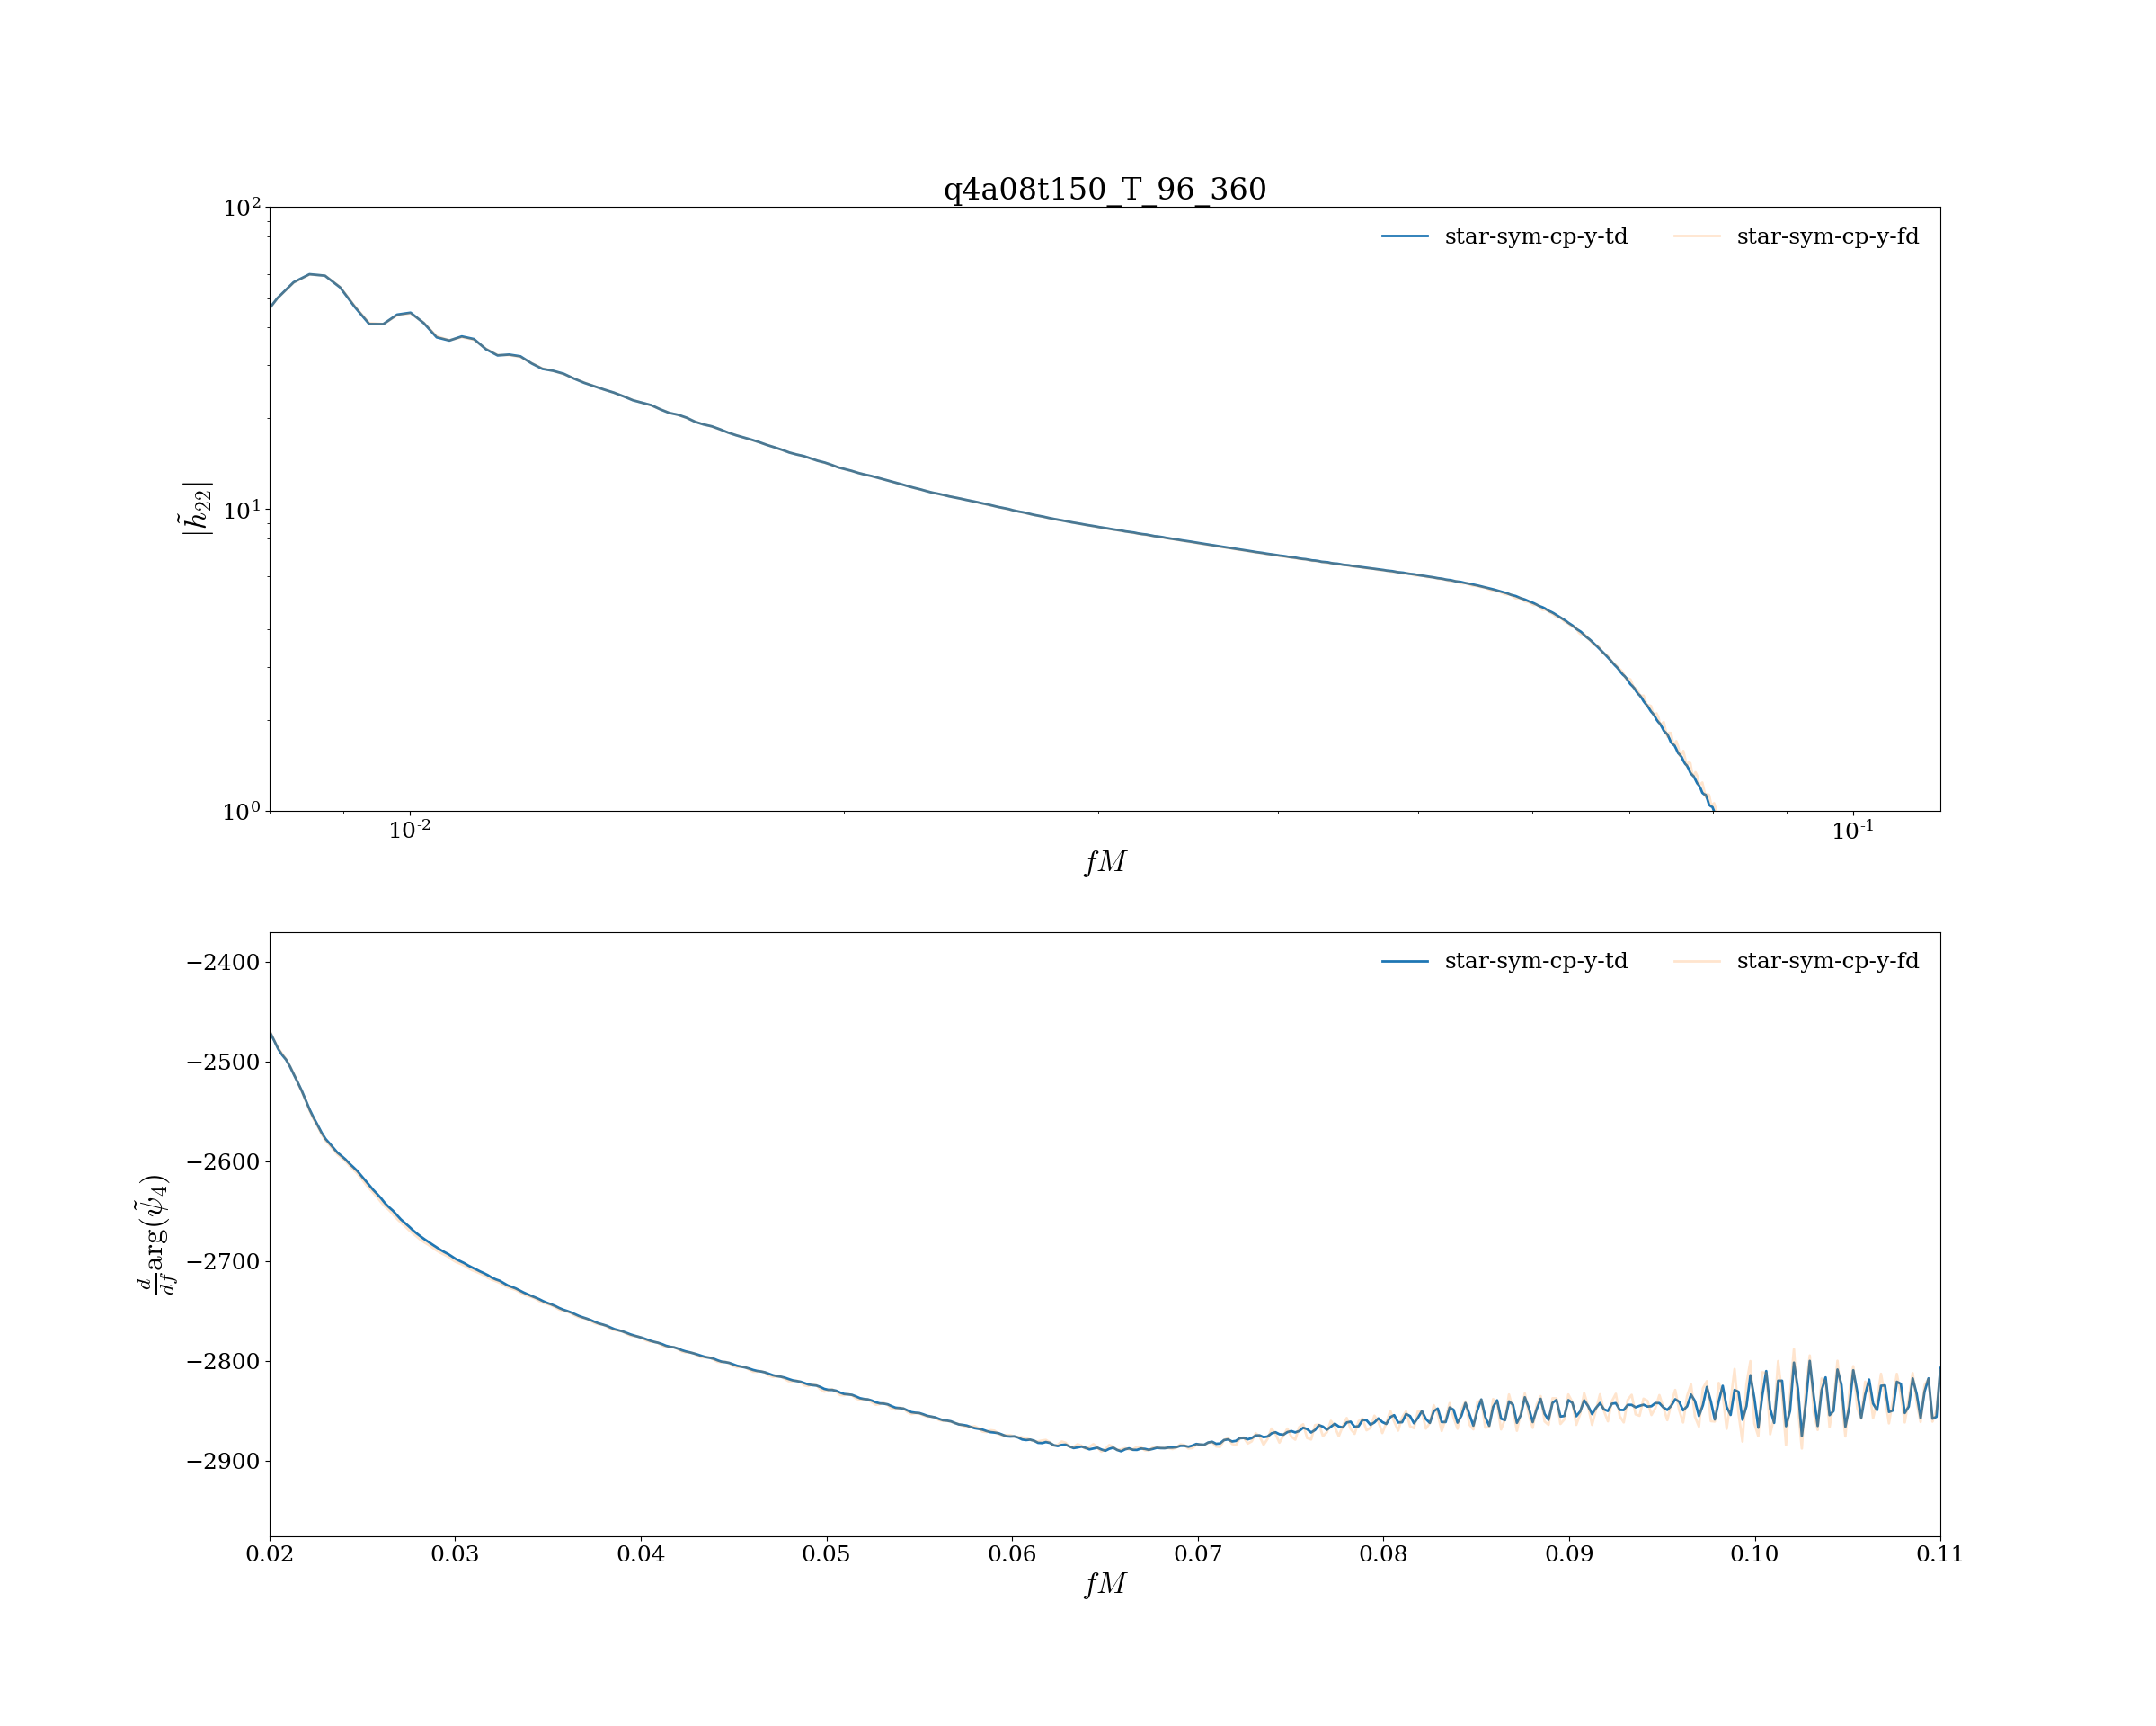 q4a08t150_T_96_360
10²
10¹
10⁰
|h̃₂₂|
star-sym-cp-y-td star-sym-cp-y-fd
10⁻² 10⁻¹
fM
−2400
−2500
−2600
−2700
−2800
−2900
d/df arg(ψ̃₄)
star-sym-cp-y-td star-sym-cp-y-fd
0.02 0.03 0.04 0.05 0.06 0.07 0.08 0.09 0.10 0.11
fM